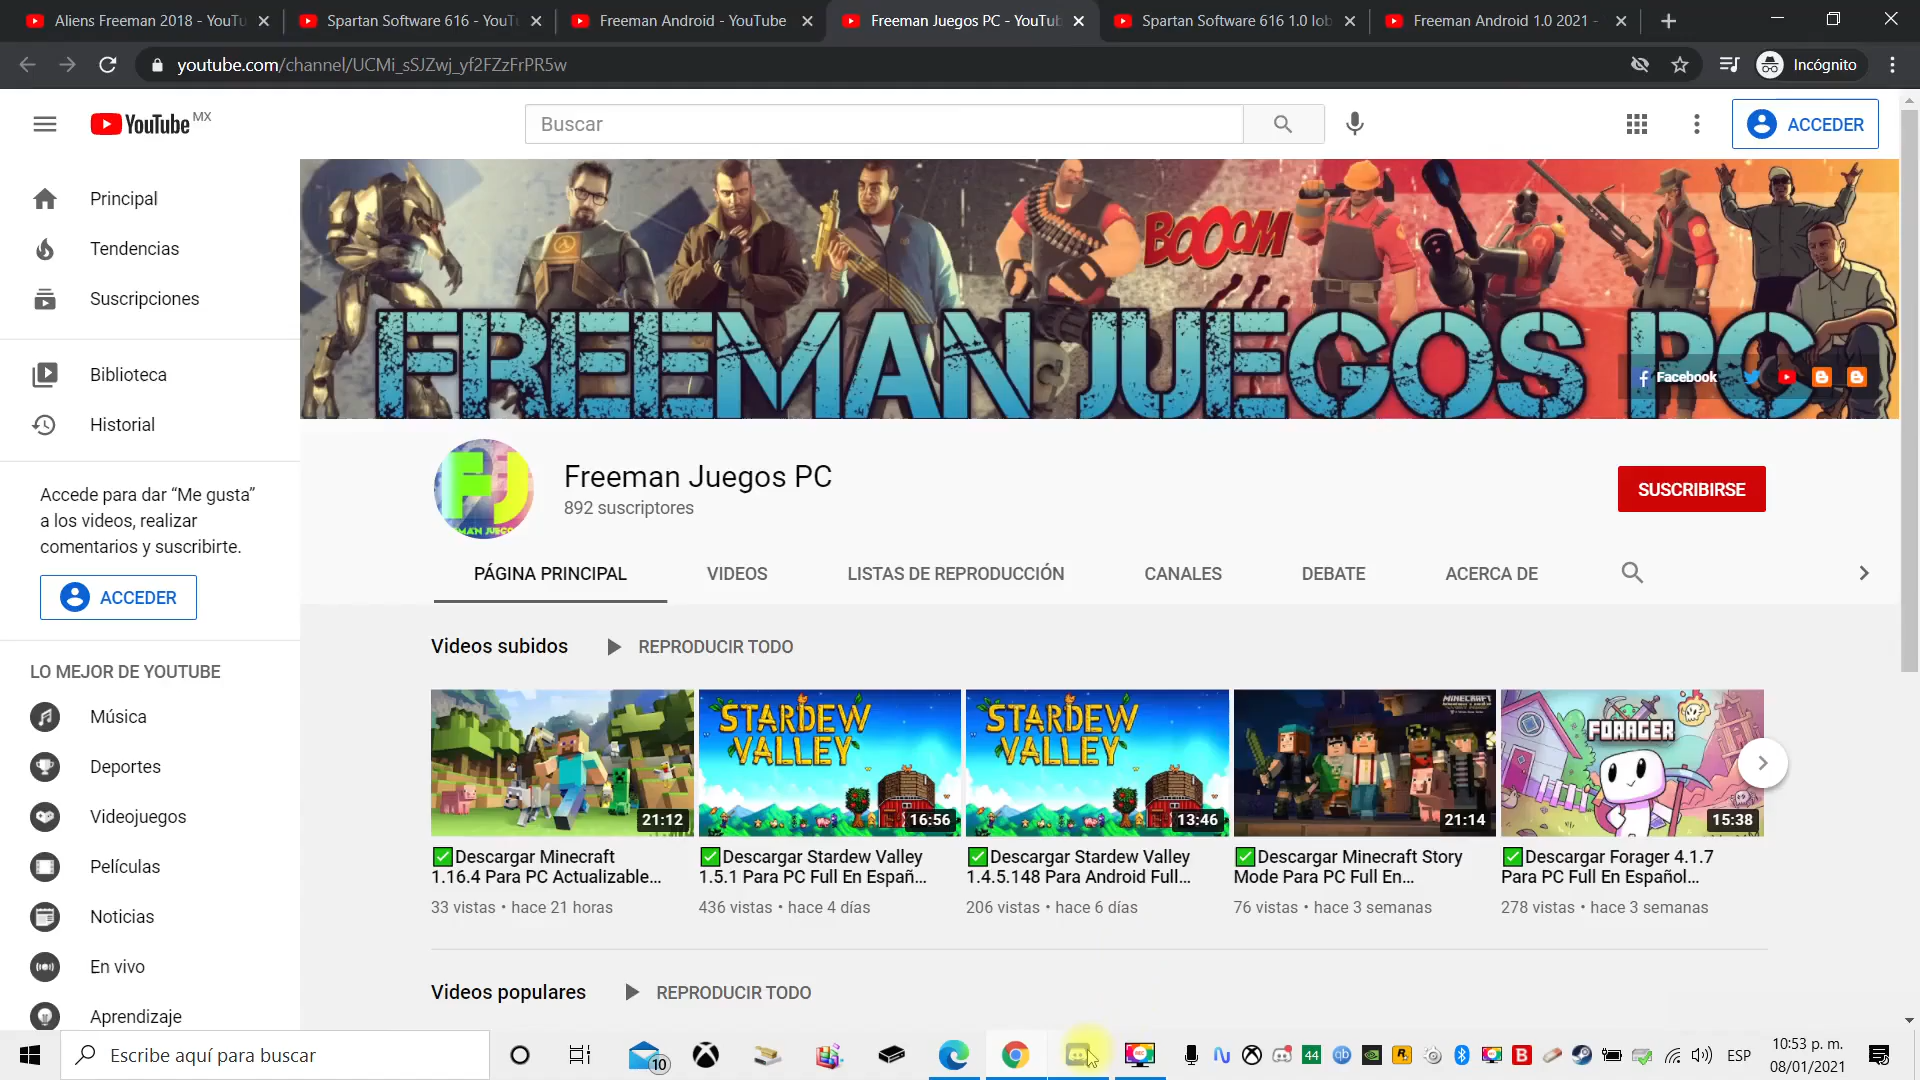 Aliens Freeman 2018 - YouTu
Spartan Software 616 - YouT
Freeman Android - YouTube
Freeman Juegos PC - YouTub
Spartan Software 616 1.0 lob
Freeman Android 1.0 2021 -
youtube.com/channel/UCMi_sSJZwj_yf2FZzFrPR5w
Incógnito
YouTube MX
Buscar
ACCEDER
Principal
Tendencias
Suscripciones
Biblioteca
Historial
Accede para dar “Me gusta”
a los videos, realizar
comentarios y suscribirte.
ACCEDER
LO MEJOR DE YOUTUBE
Música
Deportes
Videojuegos
Películas
Noticias
En vivo
Aprendizaje
BOOOM
FREEMAN JUEGOS PC
Facebook
FJ
Freeman Juegos PC
892 suscriptores
SUSCRIBIRSE
PÁGINA PRINCIPAL
VIDEOS
LISTAS DE REPRODUCCIÓN
CANALES
DEBATE
ACERCA DE
Videos subidos
REPRODUCIR TODO
21:12
✅Descargar Minecraft
1.16.4 Para PC Actualizable...
33 vistas • hace 21 horas
STARDEW
VALLEY
16:56
✅Descargar Stardew Valley
1.5.1 Para PC Full En Españ...
436 vistas • hace 4 días
STARDEW
VALLEY
13:46
✅Descargar Stardew Valley
1.4.5.148 Para Android Full...
206 vistas • hace 6 días
MINECRAFT
21:14
✅Descargar Minecraft Story
Mode Para PC Full En...
76 vistas • hace 3 semanas
FORAGER
15:38
✅Descargar Forager 4.1.7
Para PC Full En Español...
278 vistas • hace 3 semanas
Videos populares
REPRODUCIR TODO
Escribe aquí para buscar
10
44
qb
R
B
ESP
10:53 p. m.
08/01/2021